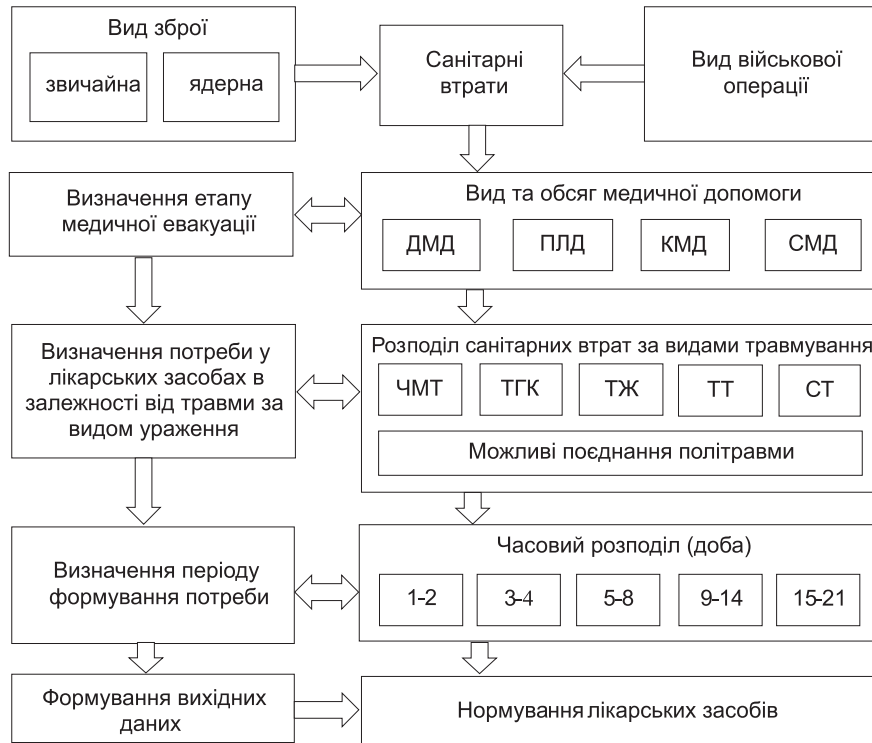 Вид зброї
звичайна
ядерна
Санітарні
втрати
Вид військової
операції
Визначення етапу
медичної евакуації
Вид та обсяг медичної допомоги
ДМД
ПЛД
КМД
СМД
Визначення потреби у
лікарських засобах в
залежності від травми за
видом ураження
Розподіл санітарних втрат за видами травмування
ЧМТ
ТГК
ТЖ
ТТ
СТ
Можливі поєднання політравми
Визначення періоду
формування потреби
Часовий розподіл (доба)
1-2
3-4
5-8
9-14
15-21
Формування вихідних
даних
Нормування лікарських засобів